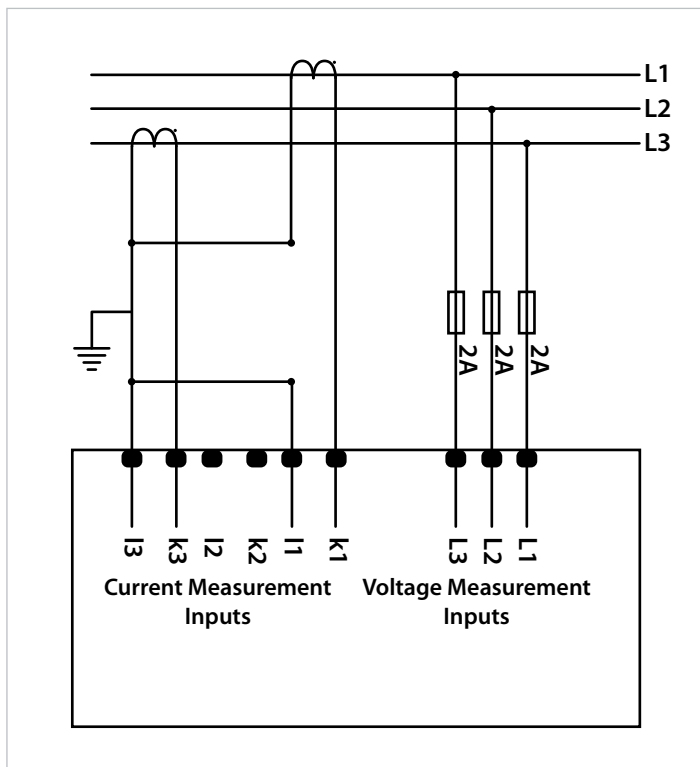 L1
L2
L3
2A
2A
2A
l3
k3
l2
k2
l1
k1
L3
L2
L1
Current Measurement
Inputs
Voltage Measurement
Inputs